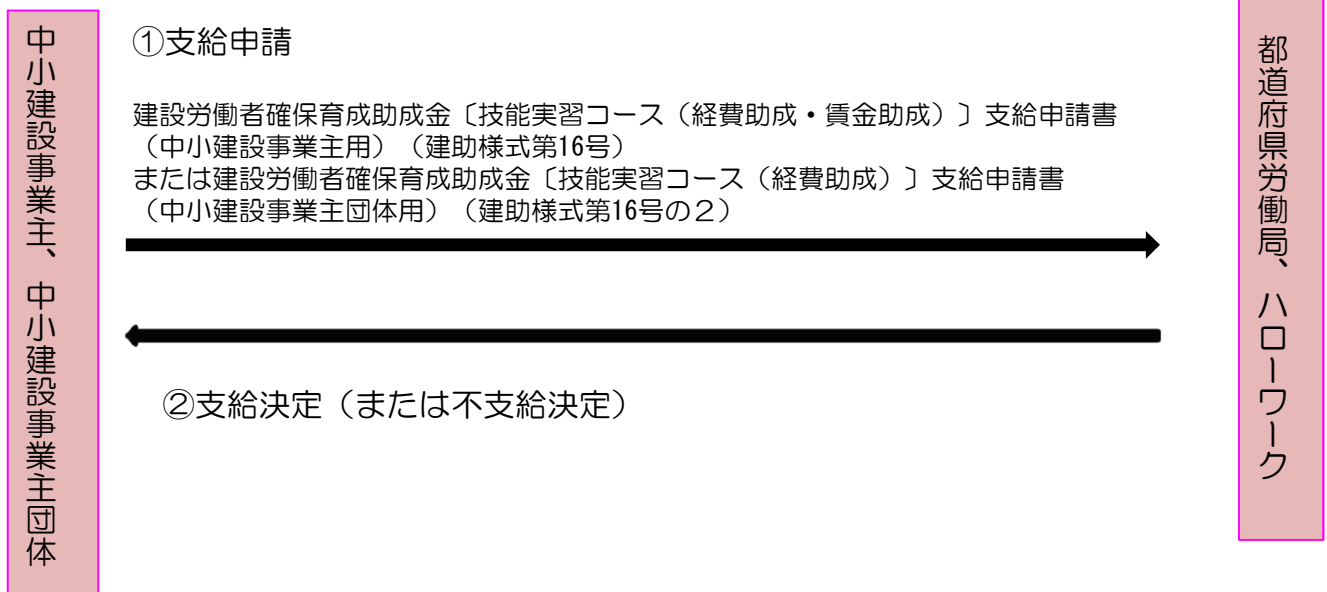 中小建設事業主、中小建設事業主団体
①支給申請
建設労働者確保育成助成金〔技能実習コース（経費助成・賃金助成）〕支給申請書
（中小建設事業主用）（建助様式第16号）
または建設労働者確保育成助成金〔技能実習コース（経費助成）〕支給申請書
（中小建設事業主団体用）（建助様式第16号の２）
②支給決定（または不支給決定）
都道府県労働局、ハローワーク